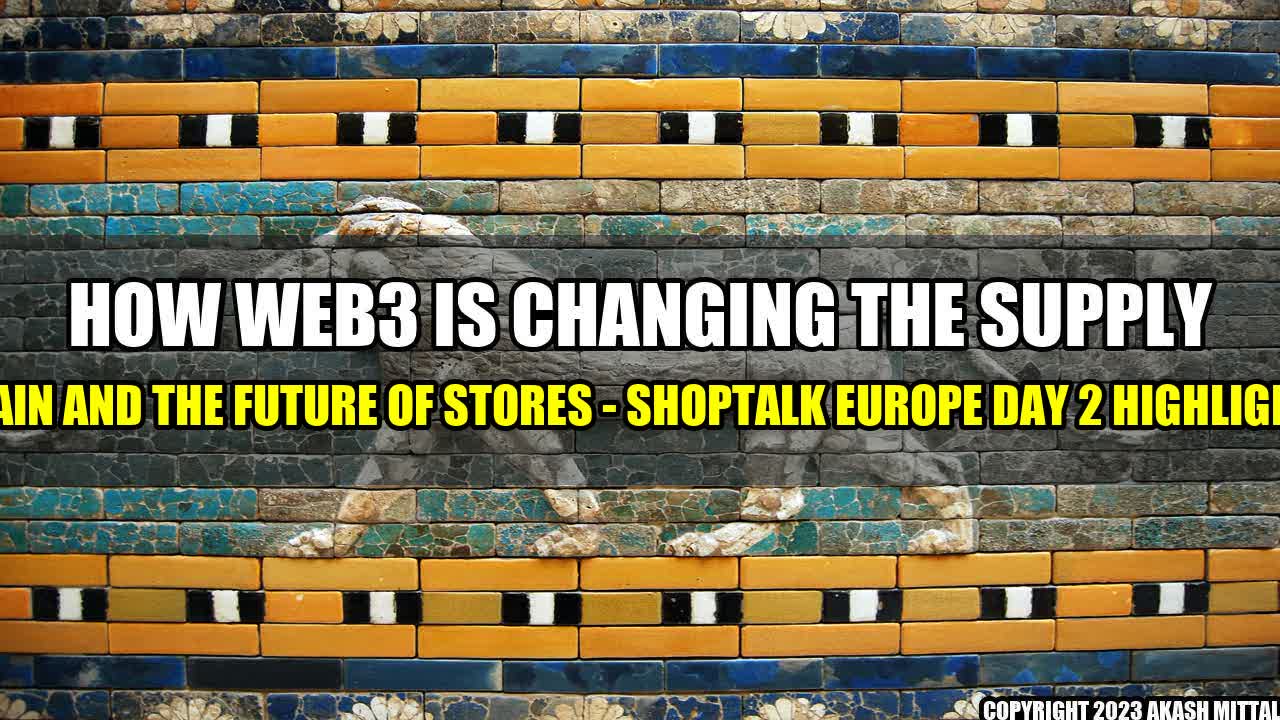 HOW WEB3 IS CHANGING THE SUPPLY
AIN AND THE FUTURE OF STORES - SHOPTALK EUROPE DAY 2 HIGHLIGH
COPYRIGHT 2023 AKASH MITTAL